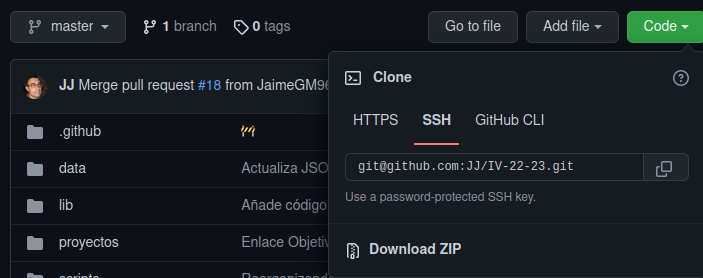 master
1 branch
0 tags
Go to file
Add file
Code
JJ Merge pull request #18 from JaimeGM96
Clone
HTTPS
SSH
GitHub CLI
git@github.com:JJ/IV-22-23.git
Use a password-protected SSH key.
Download ZIP
.github
data
Actualiza JSO
lib
Añade código
proyectos
Enlace Objetiv
scripts
Reorganizando